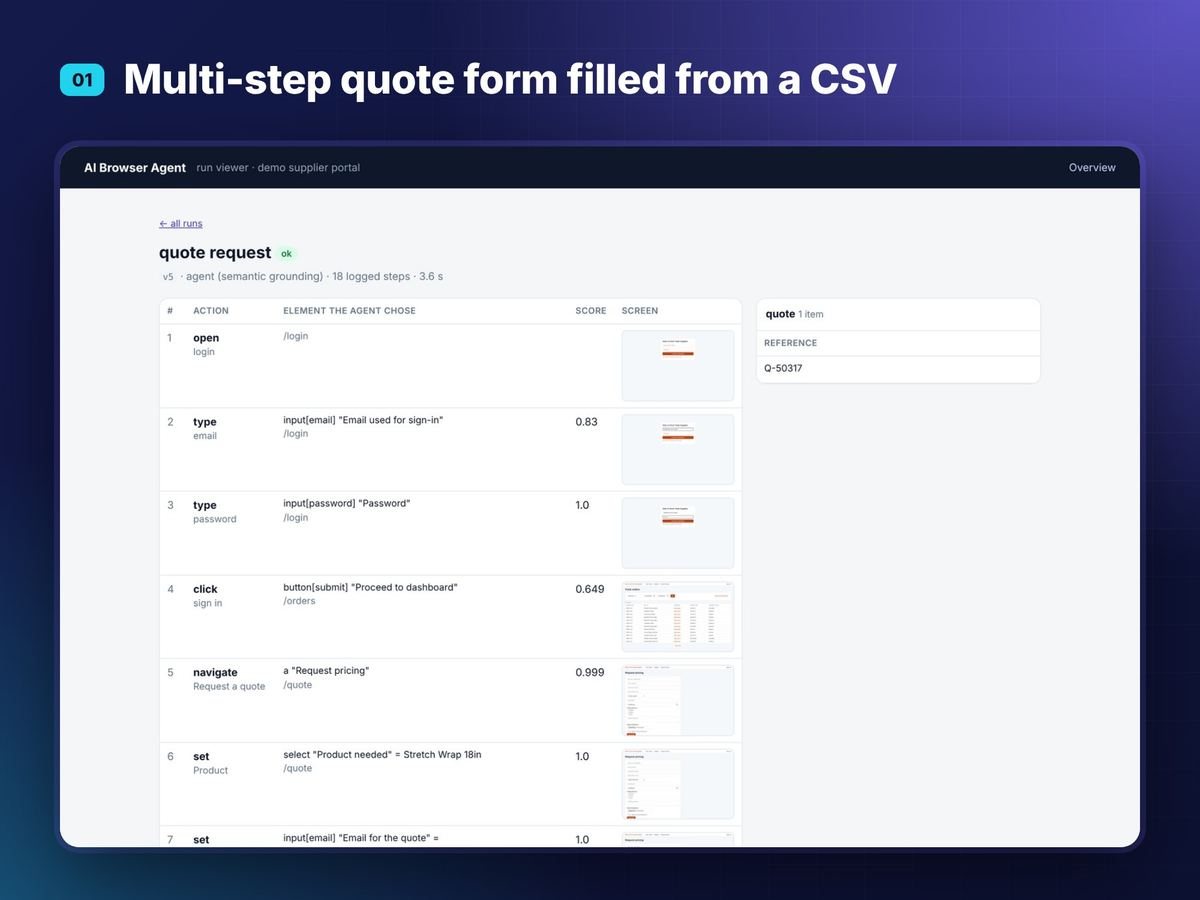 01 Multi-step quote form filled from a CSV
AI Browser Agent run viewer · demo supplier portal Overview
← all runs
quote request ok
v5 · agent (semantic grounding) · 18 logged steps · 3.6 s
# ACTION ELEMENT THE AGENT CHOSE SCORE SCREEN
1 open /login
login
2 type input[email] "Email used for sign-in" 0.83
email /login
3 type input[password] "Password" 1.0
password /login
4 click button[submit] "Proceed to dashboard" 0.649
sign in /orders
5 navigate a "Request pricing" 0.999
Request a quote /quote
6 set select "Product needed" = Stretch Wrap 18in 1.0
Product /quote
7 set input[email] "Email for the quote" = 1.0
quote 1 item
REFERENCE
Q-50317
Request pricing
Request pricing